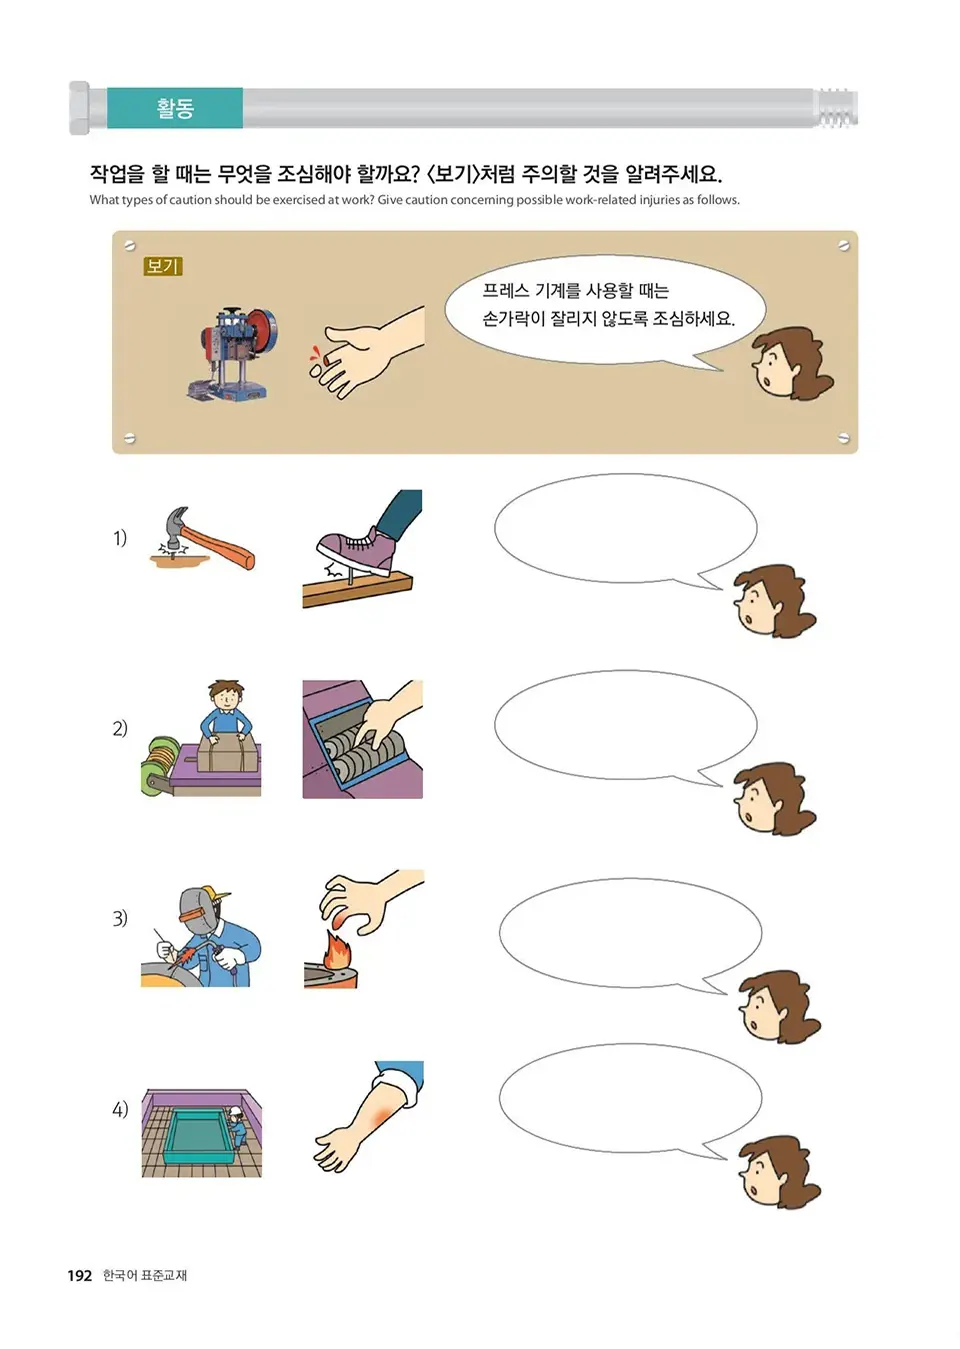 활동
작업을 할 때는 무엇을 조심해야 할까요? 〈보기〉처럼 주의할 것을 알려주세요.
What types of caution should be exercised at work? Give caution concerning possible work-related injuries as follows.
보기
프레스 기계를 사용할 때는
손가락이 잘리지 않도록 조심하세요.
1)
2)
3)
4)
192 한국어 표준교재